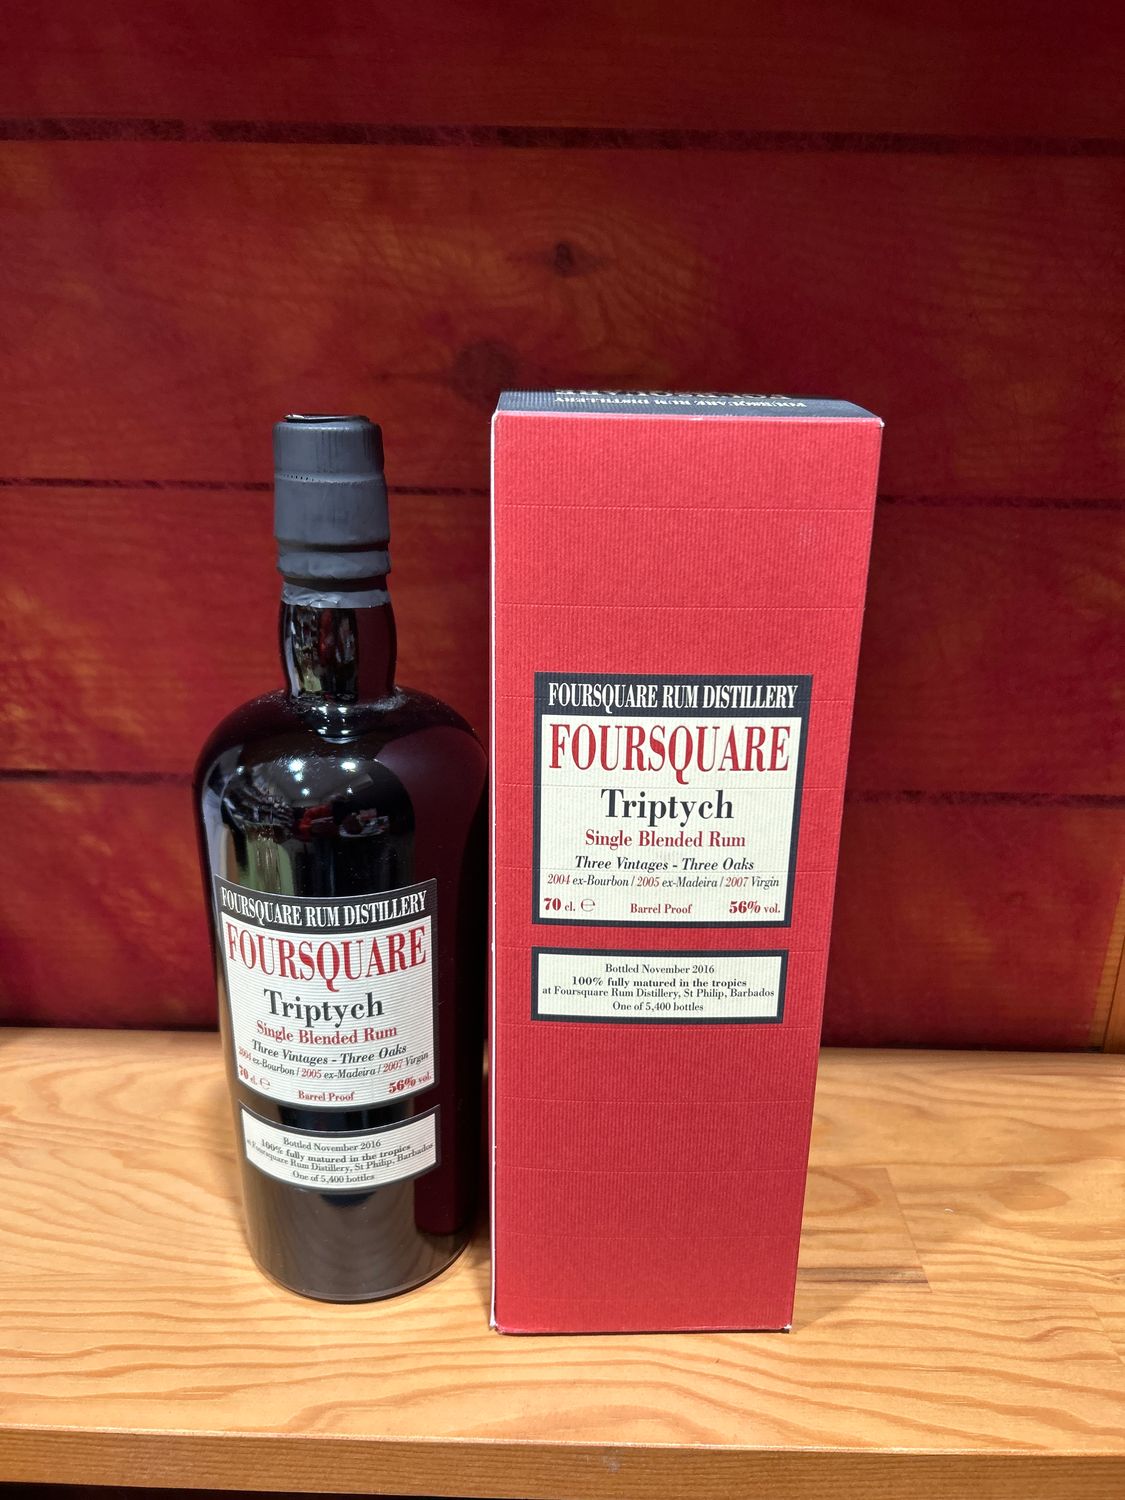 FOURSQUARE RUM DISTILLERY
FOURSQUARE
Triptych
Single Blended Rum
Three Vintages - Three Oaks
2004 ex-Bourbon / 2005 ex-Madeira / 2007 Virgin
70 cl. ℮ Barrel Proof 56% vol.
Bottled November 2016
100% fully matured in the tropics
at Foursquare Rum Distillery, St Philip, Barbados
One of 5,400 bottles
FOURSQUARE RUM DISTILLERY
FOURSQUARE RUM DISTILLERY
FOURSQUARE
Triptych
Single Blended Rum
Three Vintages - Three Oaks
2004 ex-Bourbon / 2005 ex-Madeira / 2007 Virgin
70 cl. ℮ Barrel Proof 56% vol.
Bottled November 2016
100% fully matured in the tropics
at Foursquare Rum Distillery, St Philip, Barbados
One of 5,400 bottles